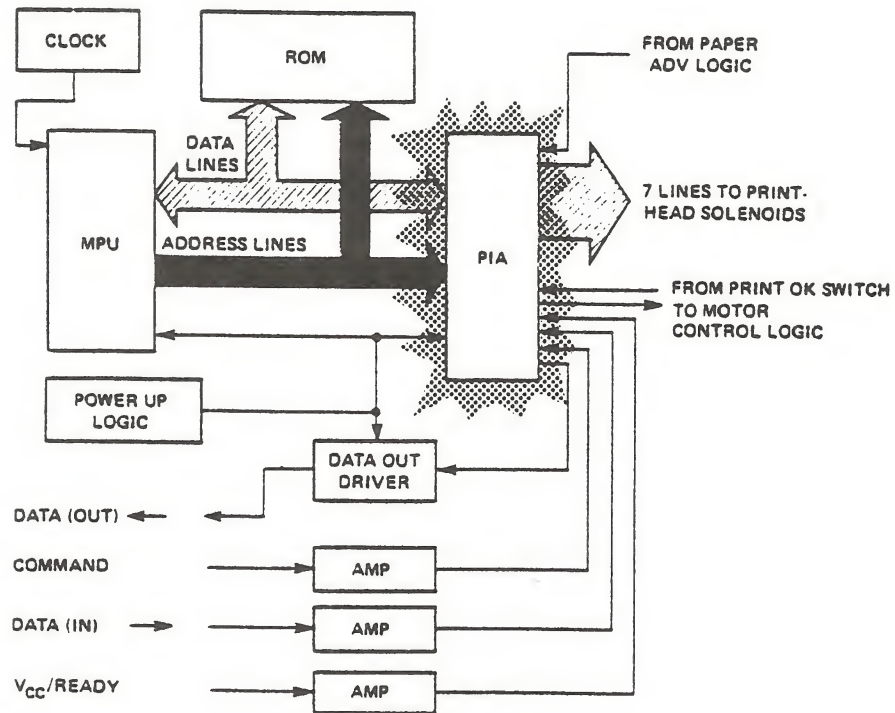 CLOCK
ROM
FROM PAPER
ADV LOGIC
DATA
LINES
7 LINES TO PRINT-
HEAD SOLENOIDS
MPU
ADDRESS LINES
PIA
FROM PRINT OK SWITCH
TO MOTOR
CONTROL LOGIC
POWER UP
LOGIC
DATA OUT
DRIVER
DATA (OUT)
COMMAND
AMP
DATA (IN)
AMP
VCC/READY
AMP